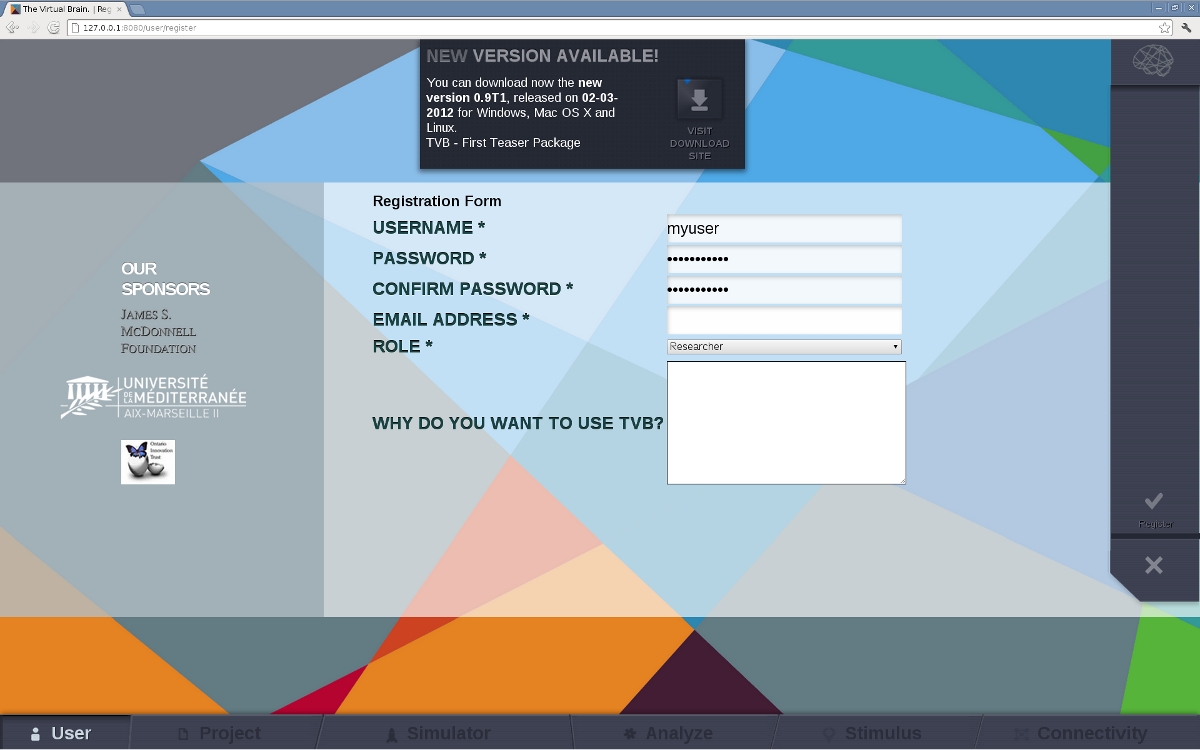 The Virtual Brain. | Reg
127.0.0.1:8080/user/register
NEW VERSION AVAILABLE!
You can download now the new
version 0.9T1, released on 02-03-
2012 for Windows, Mac OS X and
Linux.
TVB - First Teaser Package
VISIT
DOWNLOAD
SITE
OUR
SPONSORS
JAMES S.
MCDONNELL
FOUNDATION
UNIVERSITÉ
DE LA MÉDITERRANÉE
AIX-MARSEILLE II
Ontario
Innovation
Trust
Registration Form
USERNAME *
myuser
PASSWORD *
•••••••••••
CONFIRM PASSWORD *
•••••••••••
EMAIL ADDRESS *
ROLE *
Researcher
WHY DO YOU WANT TO USE TVB?
Register
User
Project
Simulator
Analyze
Stimulus
Connectivity